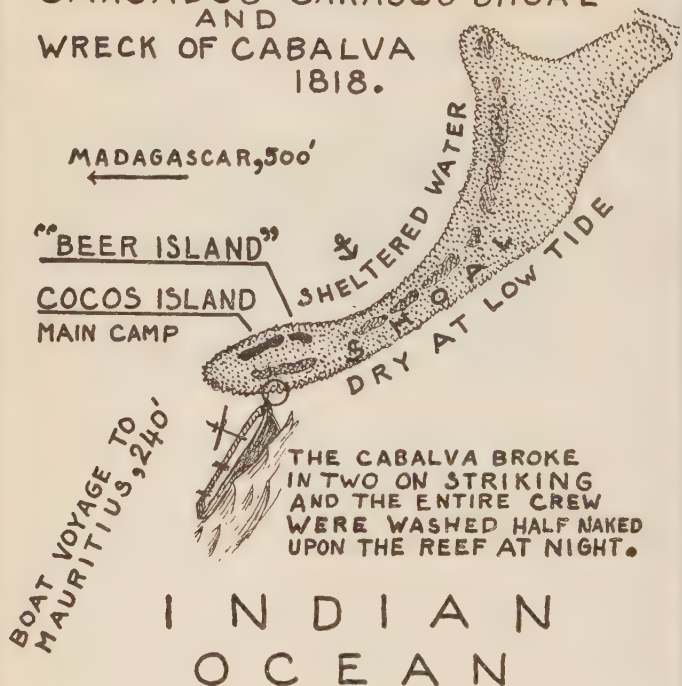 AND
WRECK OF CABALVA
1818.
MADAGASCAR, 500'
"BEER ISLAND"
COCOS ISLAND
MAIN CAMP
SHELTERED WATER
SHOAL
DRY AT LOW TIDE
BOAT VOYAGE TO
MAURITIUS, 240'
THE CABALVA BROKE
IN TWO ON STRIKING
AND THE ENTIRE CREW
WERE WASHED HALF NAKED
UPON THE REEF AT NIGHT.
INDIAN
OCEAN